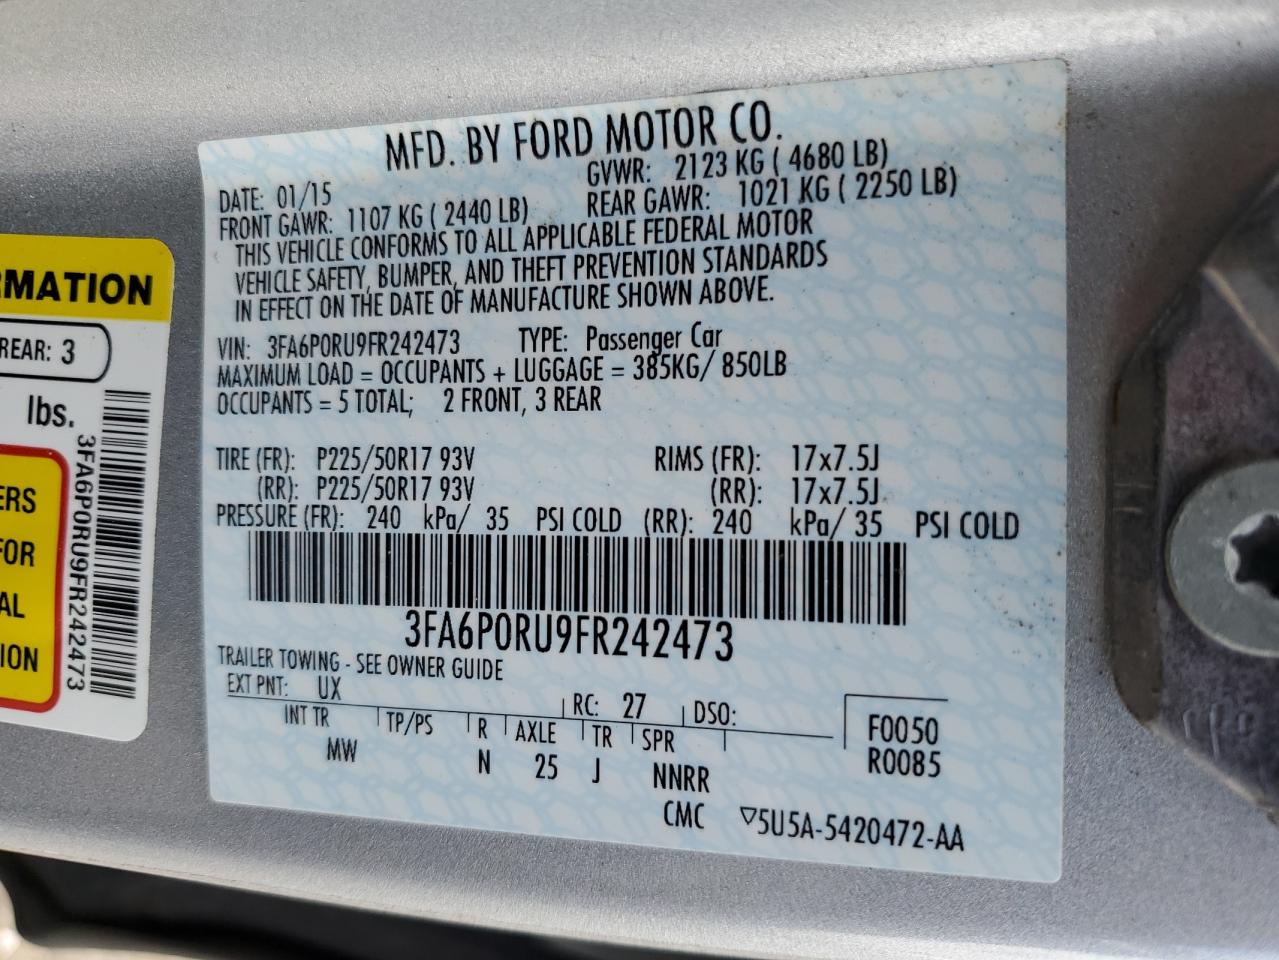 MFD. BY FORD MOTOR CO.
DATE: 01/15 GVWR: 2123 KG ( 4680 LB)
FRONT GAWR: 1107 KG ( 2440 LB) REAR GAWR: 1021 KG ( 2250 LB)
THIS VEHICLE CONFORMS TO ALL APPLICABLE FEDERAL MOTOR
VEHICLE SAFETY, BUMPER, AND THEFT PREVENTION STANDARDS
IN EFFECT ON THE DATE OF MANUFACTURE SHOWN ABOVE.
VIN: 3FA6P0RU9FR242473 TYPE: Passenger Car
MAXIMUM LOAD = OCCUPANTS + LUGGAGE = 385KG/ 850LB
OCCUPANTS = 5 TOTAL; 2 FRONT, 3 REAR
TIRE (FR): P225/50R17 93V RIMS (FR): 17x7.5J
(RR): P225/50R17 93V (RR): 17x7.5J
PRESSURE (FR): 240 kPa/ 35 PSI COLD (RR): 240 kPa/ 35 PSI COLD
3FA6P0RU9FR242473
TRAILER TOWING - SEE OWNER GUIDE
EXT PNT: UX RC: 27 DSO:
INT TR TP/PS R AXLE TR SPR F0050
MW N 25 J NNRR R0085
CMC ▽5U5A-5420472-AA
RMATION
REAR: 3
lbs.
3FA6P0RU9FR242473
ERS
FOR
AL
ION